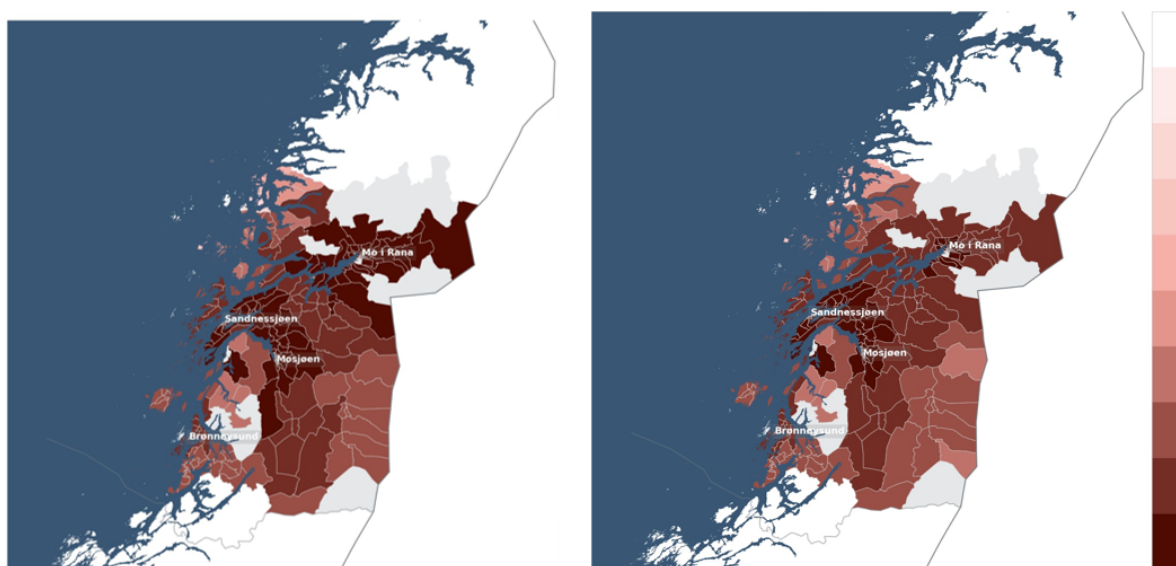 Mo i Rana
Sandnessjøen
Mosjøen
Brønnøysund
Mo i Rana
Sandnessjøen
Mosjøen
Brønnøysund